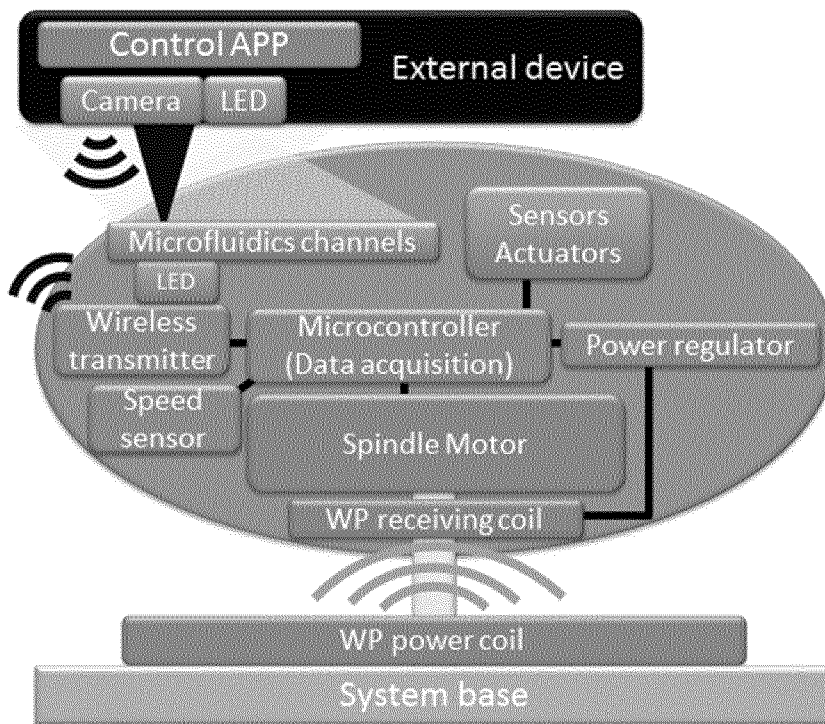 Control APP
External device
Camera
LED
Microfluidics channels
Sensors
Actuators
LED
Wireless
transmitter
Microcontroller
(Data acquisition)
Power regulator
Speed
sensor
Spindle Motor
WP receiving coil
WP power coil
System base